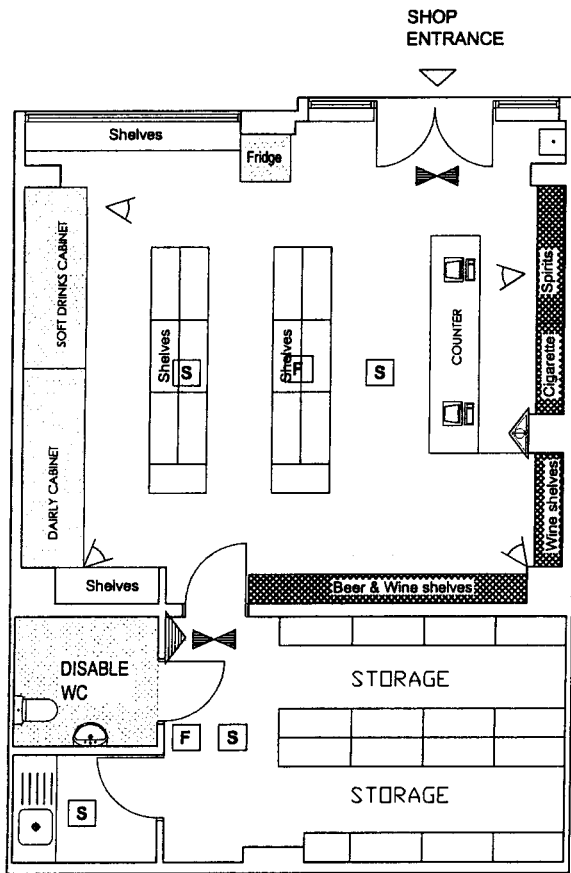 SHOP
ENTRANCE
Shelves
Fridge
SOFT DRINKS CABINET
DAIRLY CABINET
Shelves
S
Shelves
F
S
COUNTER
Spirits
Cigarette
Wine shelves
Shelves
Beer & Wine shelves
DISABLE
WC
STORAGE
F
S
STORAGE
S